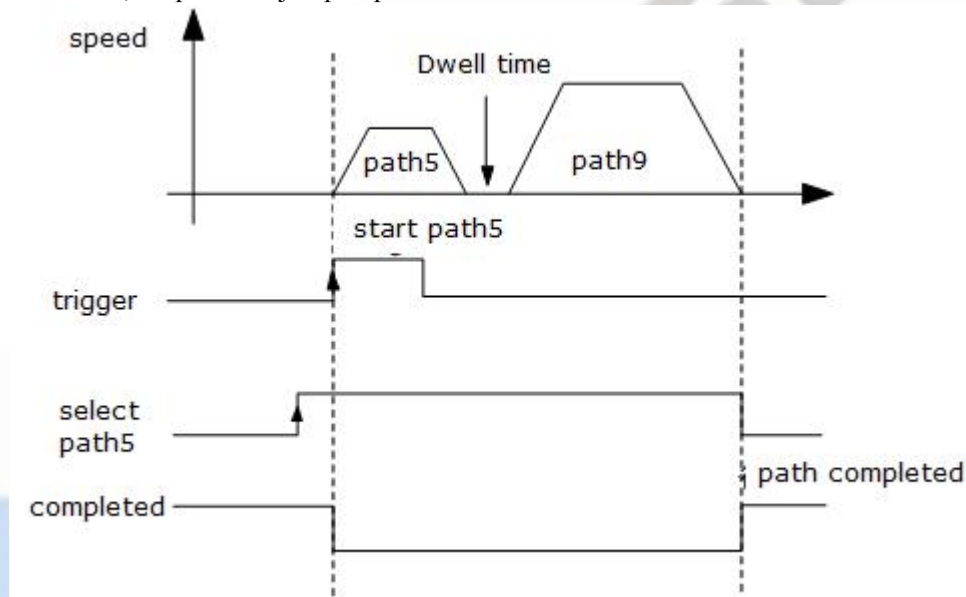 speed
Dwell time
path5
path9
start path5
trigger
select
path5
path completed
completed